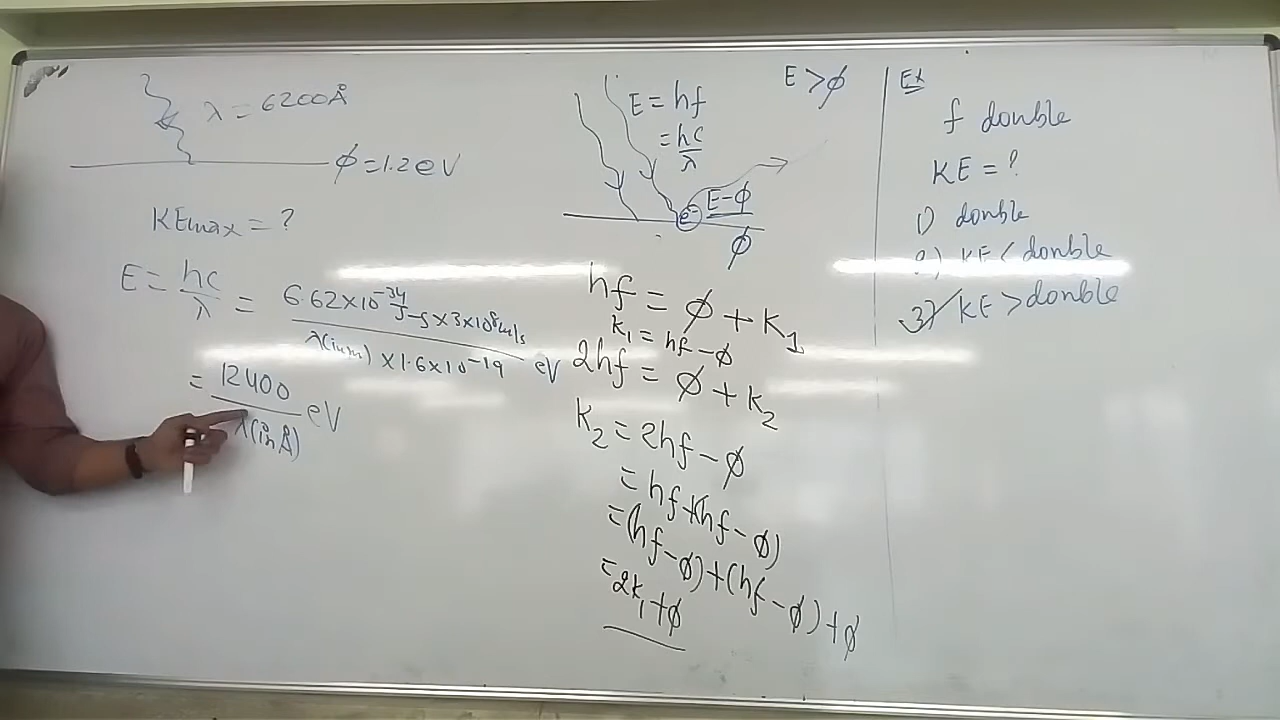 λ = 6200Å
φ = 1.2 eV
KEmax = ?
E = hc/λ = 6.62×10⁻³⁴ J-s × 3×10⁸ m/s / λ(in m) × 1.6×10⁻¹⁹ eV
= 12400/λ(in Å) eV
E > φ
E = hf
= hc/λ
e⁻
E-φ
φ
hf = φ + K₁
K₁ = hf - φ
2hf = φ + K₂
K₂ = 2hf - φ
= hf + (hf - φ)
= (hf - φ) + (hf - φ) + φ
= 2K₁ + φ
Ex
f double
KE = ?
1) double
2) KE < double
3) KE > double